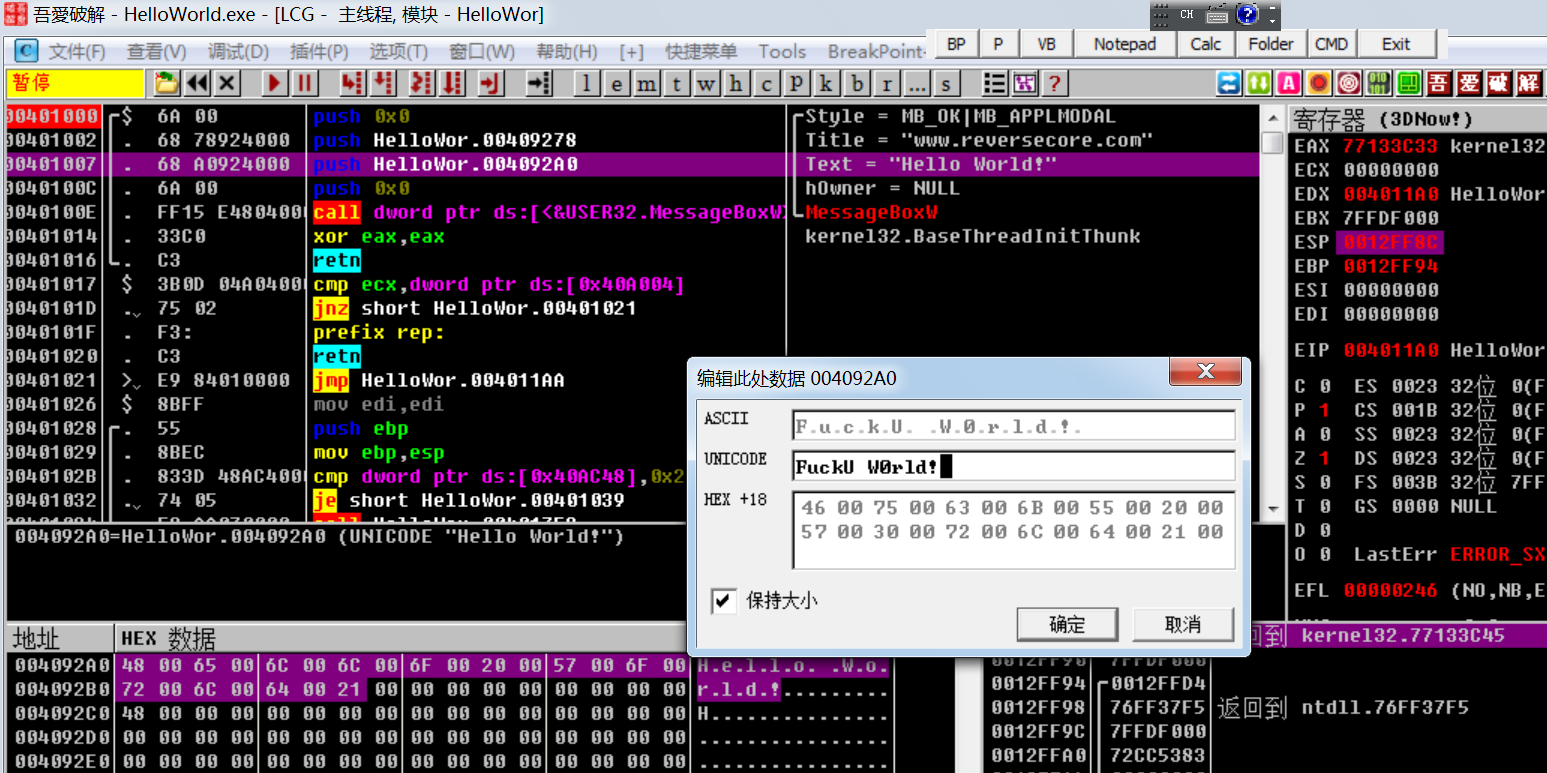 吾愛破解 - HelloWorld.exe - [LCG - 主线程, 模块 - HelloWor]
CH
文件(F) 查看(V) 调试(D) 插件(P) 选项(T) 窗口(W) 帮助(H) [+] 快捷菜单 Tools BreakPoint-
BP P VB Notepad Calc Folder CMD Exit
暂停
l e m t w h c P k b r ... s ?
吾 爱 破 解
00401000 $ 6A 00 push 0x0 Style = MB_OK|MB_APPLMODAL
00401002 . 68 78924000 push HelloWor.00409278 Title = "www.reversecore.com"
00401007 . 68 A0924000 push HelloWor.004092A0 Text = "Hello World!"
0040100C . 6A 00 push 0x0 hOwner = NULL
0040100E . FF15 E480400 call dword ptr ds:[<&USER32.MessageBoxW> MessageBoxW
00401014 . 33C0 xor eax,eax kernel32.BaseThreadInitThunk
00401016 . C3 retn
00401017 $ 3B0D 04A0400 cmp ecx,dword ptr ds:[0x40A004]
0040101D . 75 02 jnz short HelloWor.00401021
0040101F . F3: prefix rep:
00401020 . C3 retn
00401021 > E9 84010000 jmp HelloWor.004011AA
00401026 $ 8BFF mov edi,edi
00401028 . 55 push ebp
00401029 . 8BEC mov ebp,esp
0040102B . 833D 48AC400 cmp dword ptr ds:[0x40AC48],0x2
00401032 . 74 05 je short HelloWor.00401039
004092A0=HelloWor.004092A0 (UNICODE "Hello World!")
寄存器 (3DNow!)
EAX 77133C33 kernel32
ECX 00000000
EDX 004011A0 HelloWor
EBX 7FFDF000
ESP 0012FF8C
EBP 0012FF94
ESI 00000000
EDI 00000000
EIP 004011A0 HelloWor
C 0 ES 0023 32位 0(F
P 1 CS 001B 32位 0(F
A 0 SS 0023 32位 0(F
Z 1 DS 0023 32位 0(F
S 0 FS 003B 32位 7FF
T 0 GS 0000 NULL
D 0
O 0 LastErr ERROR_SX
EFL 00000246 (NO,NB,E
编辑此处数据 004092A0
ASCII F.u.c.k.U. .W.0.r.l.d.!.
UNICODE FuckU W0rld!
HEX +18 46 00 75 00 63 00 6B 00 55 00 20 00
57 00 30 00 72 00 6C 00 64 00 21 00
保持大小
确定 取消
地址 HEX 数据
004092A0 48 00 65 00 6C 00 6C 00 6F 00 20 00 57 00 6F 00 H.e.l.l.o. .W.o.
004092B0 72 00 6C 00 64 00 21 00 00 00 00 00 00 00 00 00 r.l.d.!.........
004092C0 48 00 00 00 00 00 00 00 00 00 00 00 00 00 00 00 H...............
004092D0 00 00 00 00 00 00 00 00 00 00 00 00 00 00 00 00 ................
004092E0 00 00 00 00 00 00 00 00 00 00 00 00 00 00 00 00 ................
回到 kernel32.77133C45
0012FF90 7FFDF000
0012FF94 0012FFD4
0012FF98 76FF37F5 返回到 ntdll.76FF37F5
0012FF9C 7FFDF000
0012FFA0 72CC5383